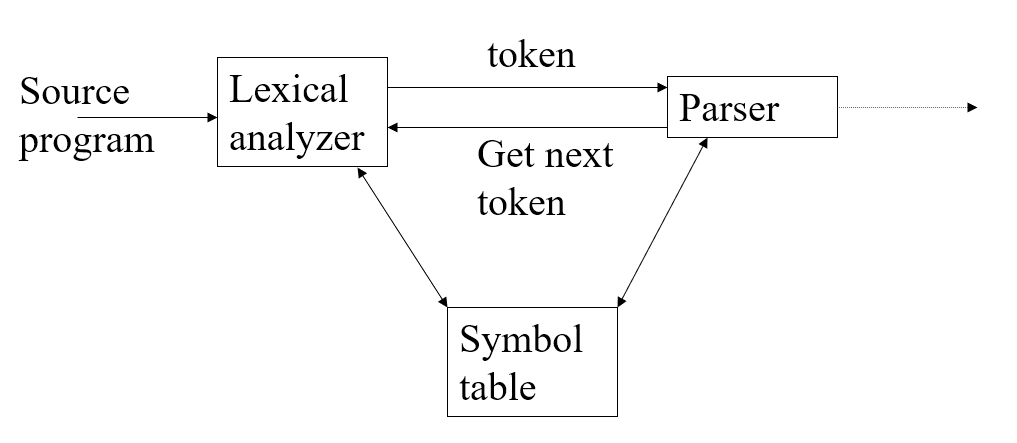 Source
program
Lexical
analyzer
token
Get next
token
Parser
Symbol
table